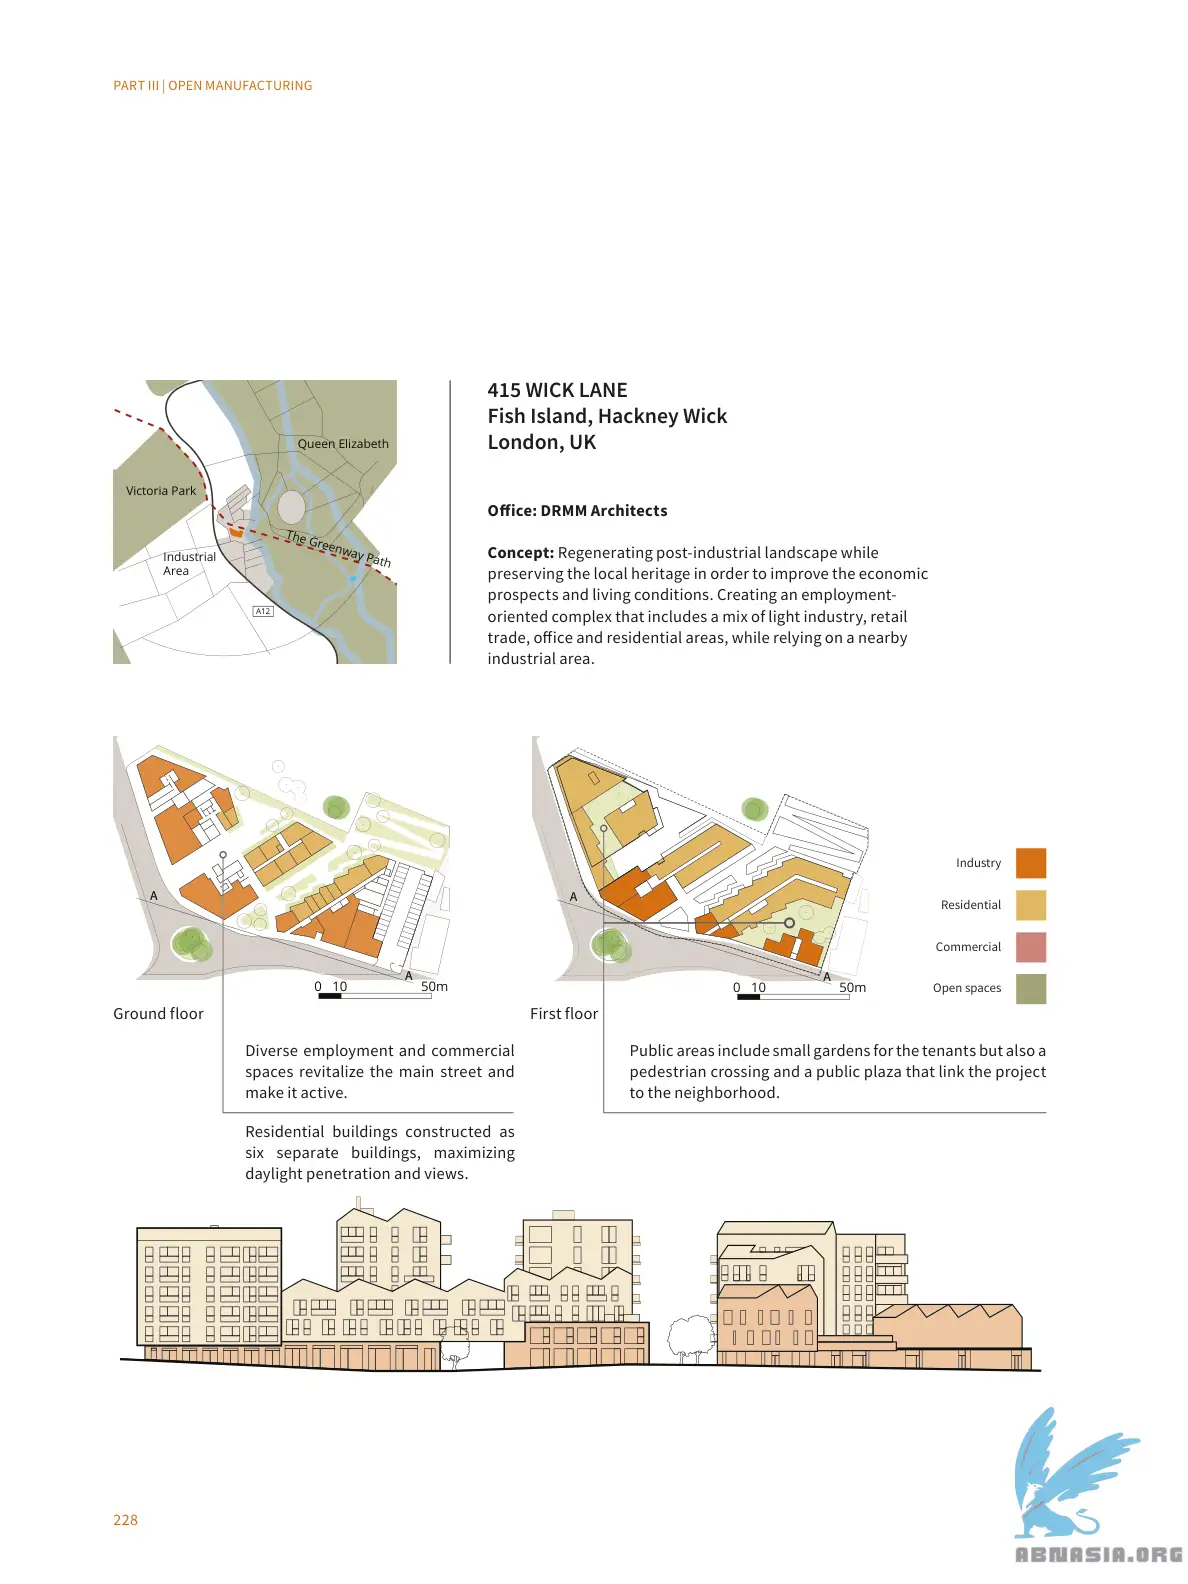 PART III | OPEN MANUFACTURING
Queen Elizabeth
Victoria Park
The Greenway Path
Industrial
Area
A12
415 WICK LANE
Fish Island, Hackney Wick
London, UK
Office: DRMM Architects
Concept: Regenerating post-industrial landscape while
preserving the local heritage in order to improve the economic
prospects and living conditions. Creating an employment-
oriented complex that includes a mix of light industry, retail
trade, office and residential areas, while relying on a nearby
industrial area.
A
A
0 10 50m
Ground floor
A
A
0 10 50m
First floor
Industry
Residential
Commercial
Open spaces
Diverse employment and commercial
spaces revitalize the main street and
make it active.
Residential buildings constructed as
six separate buildings, maximizing
daylight penetration and views.
Public areas include small gardens for the tenants but also a
pedestrian crossing and a public plaza that link the project
to the neighborhood.
228
ABNASIA.ORG